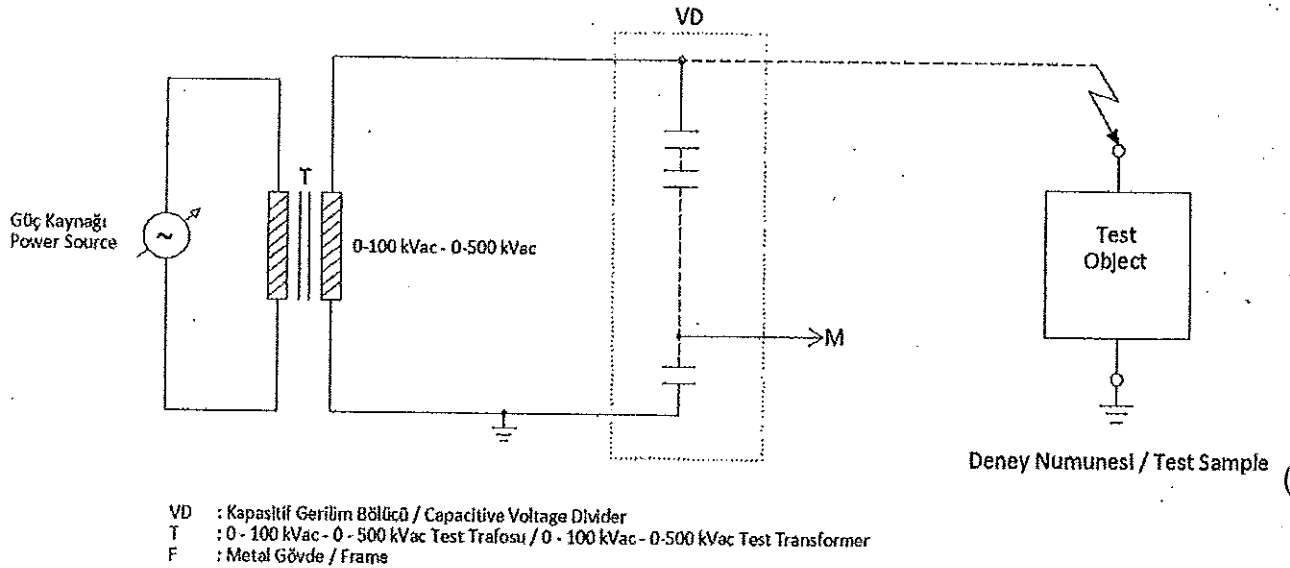 VD
T
Güç Kaynağı
Power Source
~
0-100 kVac - 0-500 kVac
M
Test
Object
Deney Numunesi / Test Sample
VD : Kapasitif Gerilim Bölücü / Capacitive Voltage Divider
T : 0 - 100 kVac - 0 - 500 kVac Test Trafosu / 0 - 100 kVac - 0-500 kVac Test Transformer
F : Metal Gövde / Frame